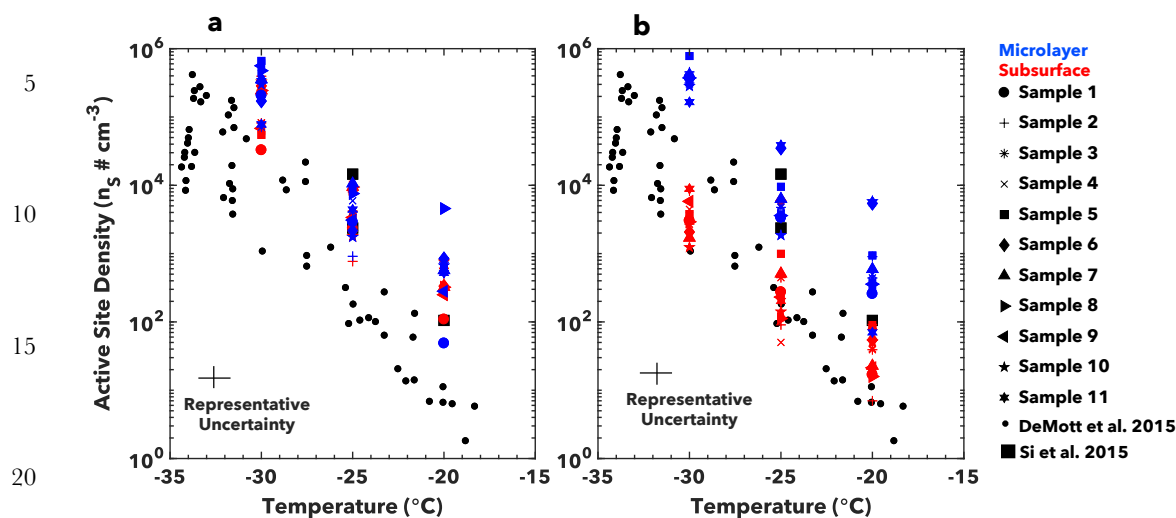 a
b
Active Site Density (nS # cm-3)
10^6
10^4
10^2
10^0
-35
-30
-25
-20
-15
Temperature (°C)
Representative
Uncertainty
10^6
10^4
10^2
10^0
-35
-30
-25
-20
-15
Temperature (°C)
Representative
Uncertainty
Microlayer
Subsurface
Sample 1
Sample 2
Sample 3
Sample 4
Sample 5
Sample 6
Sample 7
Sample 8
Sample 9
Sample 10
Sample 11
DeMott et al. 2015
Si et al. 2015
5
10
15
20